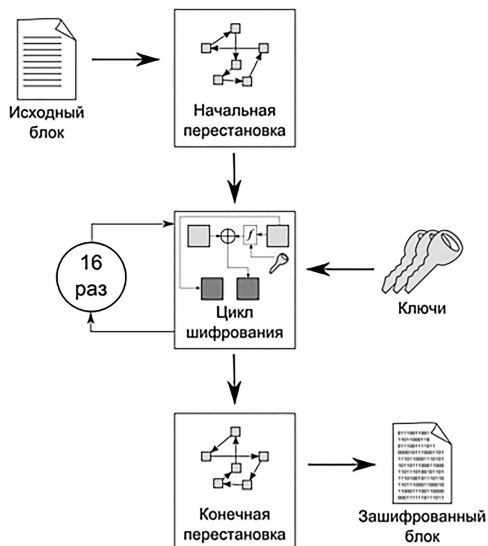 Исходный
блок
Начальная
перестановка
16
раз
f
Цикл
шифрования
Ключи
Конечная
перестановка
Зашифрованный
блок